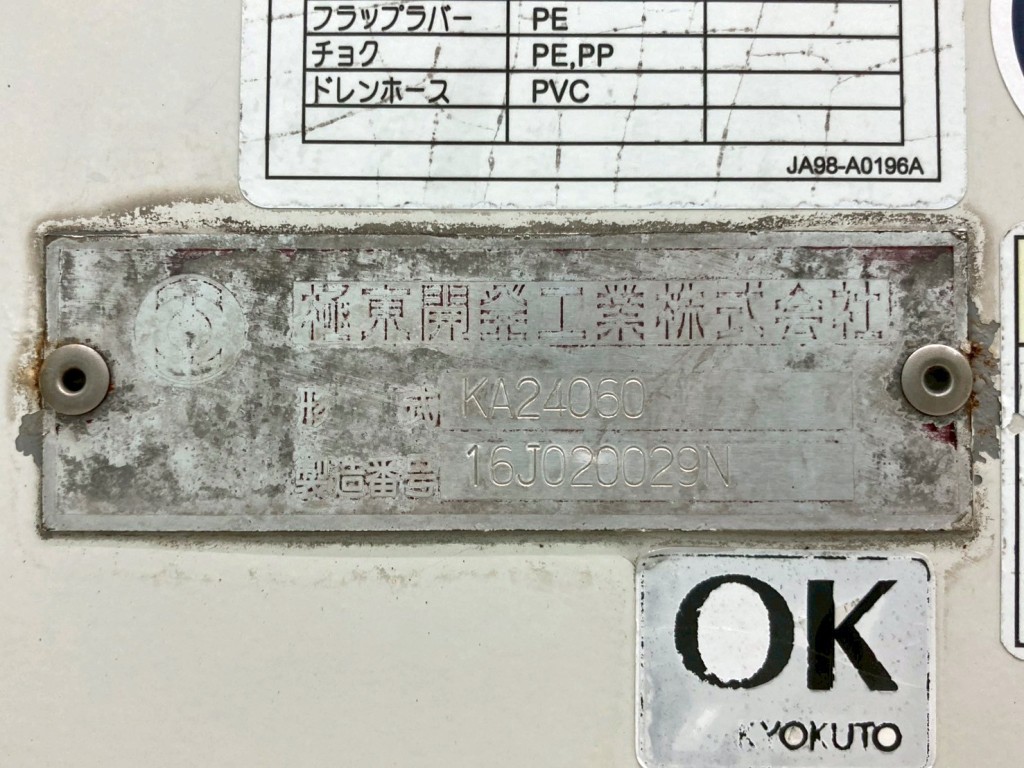 フラップラバー PE
チョク PE,PP
ドレンホース PVC
JA98-A0196A
極東開発工業株式会社
形式 KA24060
製造番号 16J020029N
OK
KYOKUTO